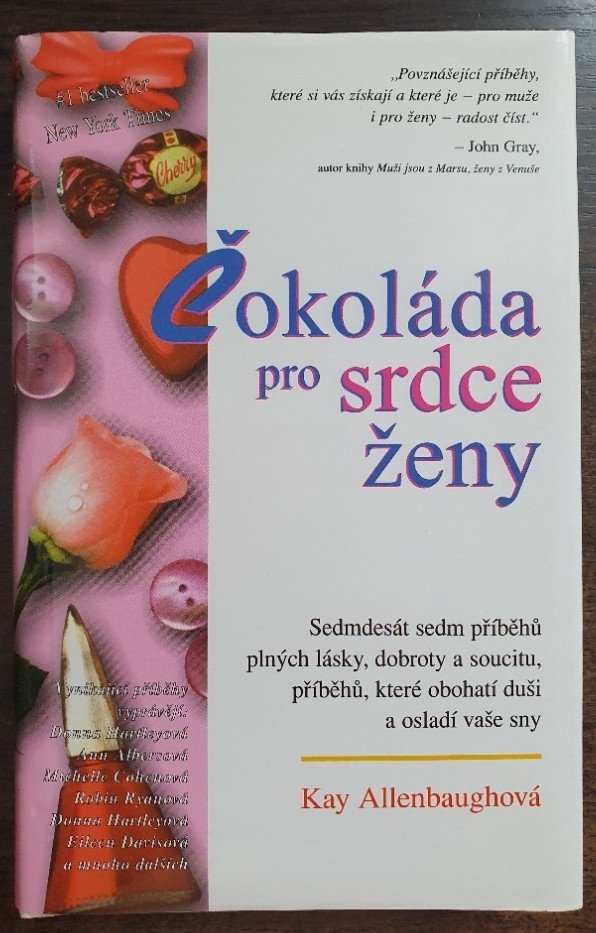 #1 bestseller
New York Times
„Povznášející příběhy,
které si vás získají a které je – pro muže
i pro ženy – radost číst.“
– John Gray,
autor knihy Muži jsou z Marsu, ženy z Venuše
Cherry
Čokoláda
pro srdce
ženy
Sedmdesát sedm příběhů
plných lásky, dobroty a soucitu,
příběhů, které obohatí duši
a osladí vaše sny
Kay Allenbaughová
Vynikající příběhy
vyprávějí:
Donna Hartleyová
Ann Albersová
Michelle Cohenová
Robin Ryanová
Donna Hartleyová
Eileen Davisová
a mnoho dalších